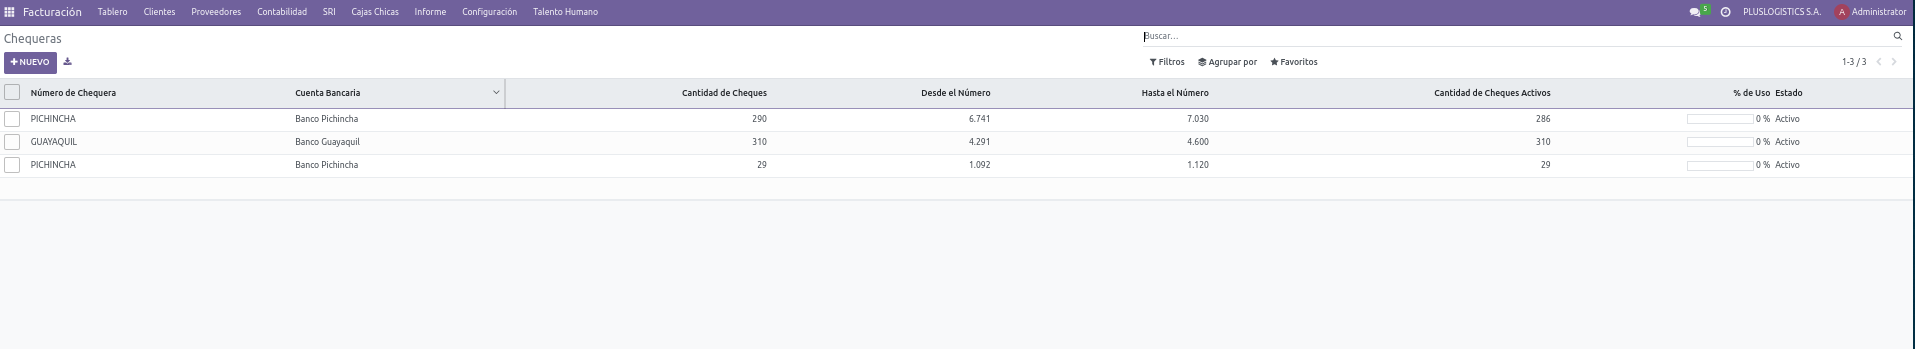 Facturación Tablero Clientes Proveedores Contabilidad SRI Cajas Chicas Informe Configuración Talento Humano 5 PLUSLOGISTICS S.A. A Administrator
Chequeras Buscar...
+ NUEVO Filtros Agrupar por Favoritos 1-3 / 3
Número de Chequera Cuenta Bancaria Cantidad de Cheques Desde el Número Hasta el Número Cantidad de Cheques Activos % de Uso Estado
PICHINCHA Banco Pichincha 290 6.741 7.030 286 0 % Activo
GUAYAQUIL Banco Guayaquil 310 4.291 4.600 310 0 % Activo
PICHINCHA Banco Pichincha 29 1.092 1.120 29 0 % Activo